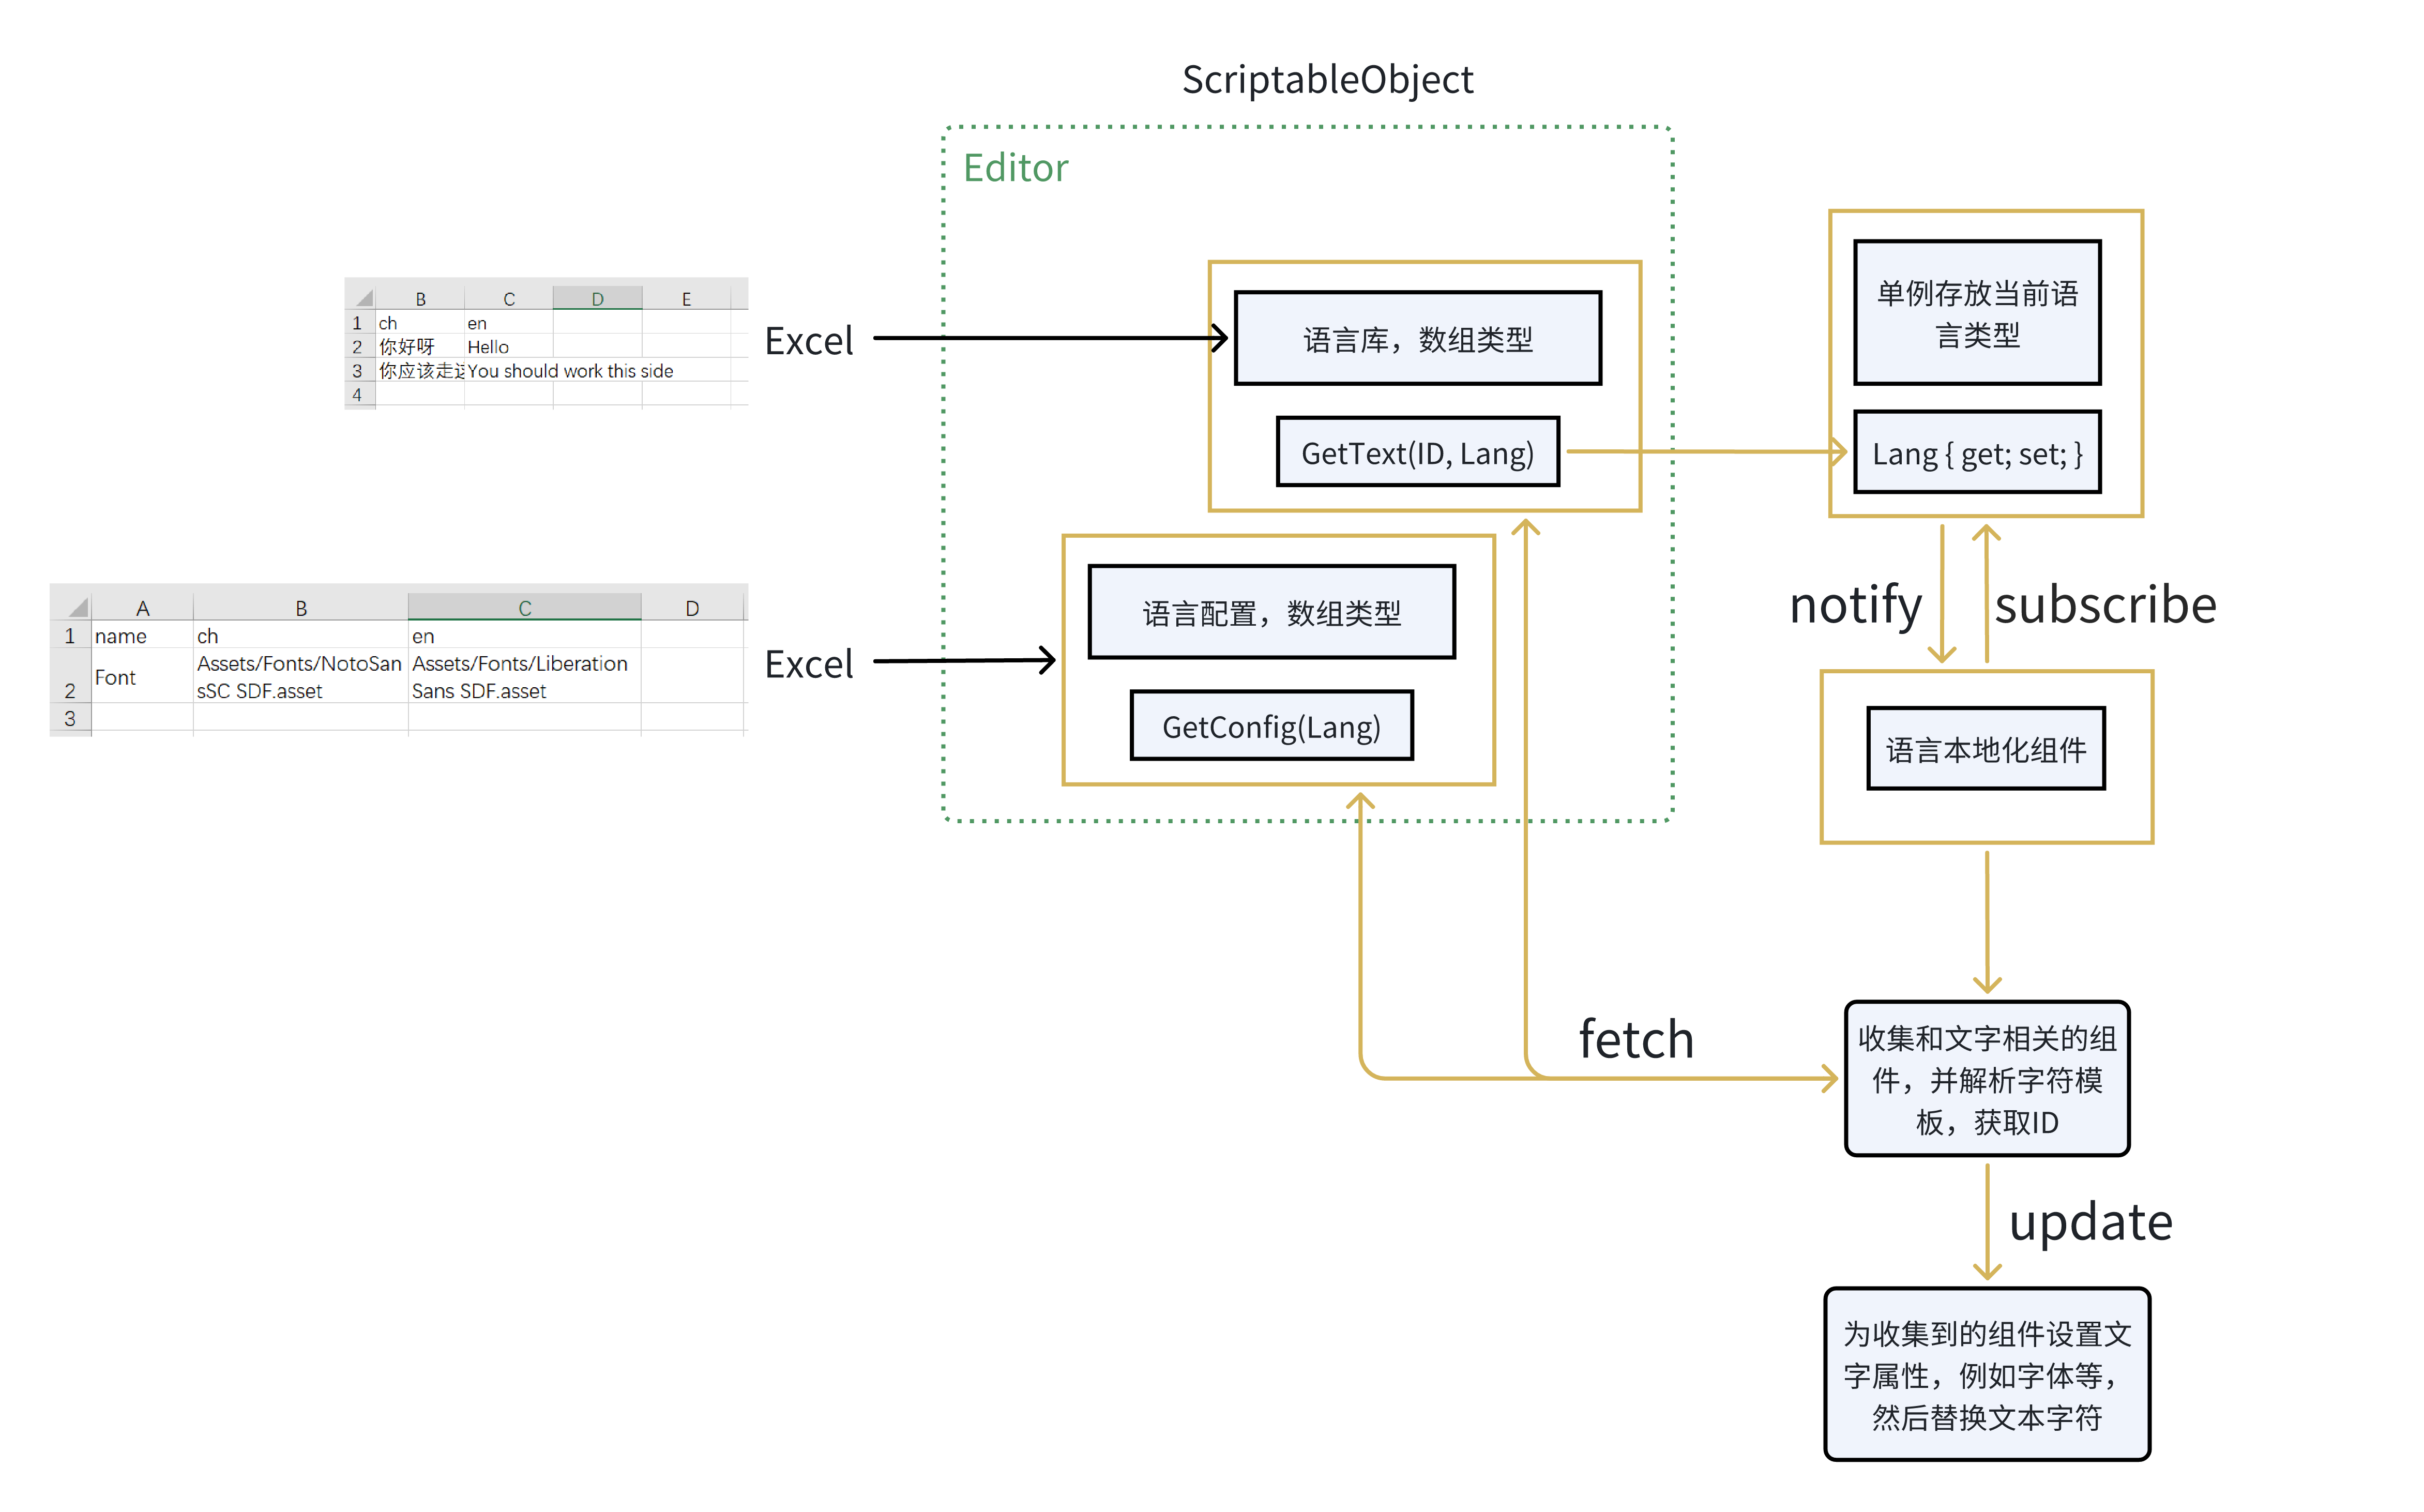 ScriptableObject
Editor
B C D E
1 ch en
2 你好呀 Hello
3 你应该走 You should work this side
4
Excel
语言库，数组类型
GetText(ID, Lang)
单例存放当前语
言类型
Lang { get; set; }
notify
subscribe
A B C D
1 name ch en
Assets/Fonts/NotoSan Assets/Fonts/Liberation
Font
2 sSC SDF.asset Sans SDF.asset
3
Excel
语言配置，数组类型
GetConfig(Lang)
语言本地化组件
fetch
收集和文字相关的组
件，并解析字符模
板，获取ID
update
为收集到的组件设置文
字属性，例如字体等，
然后替换文本字符